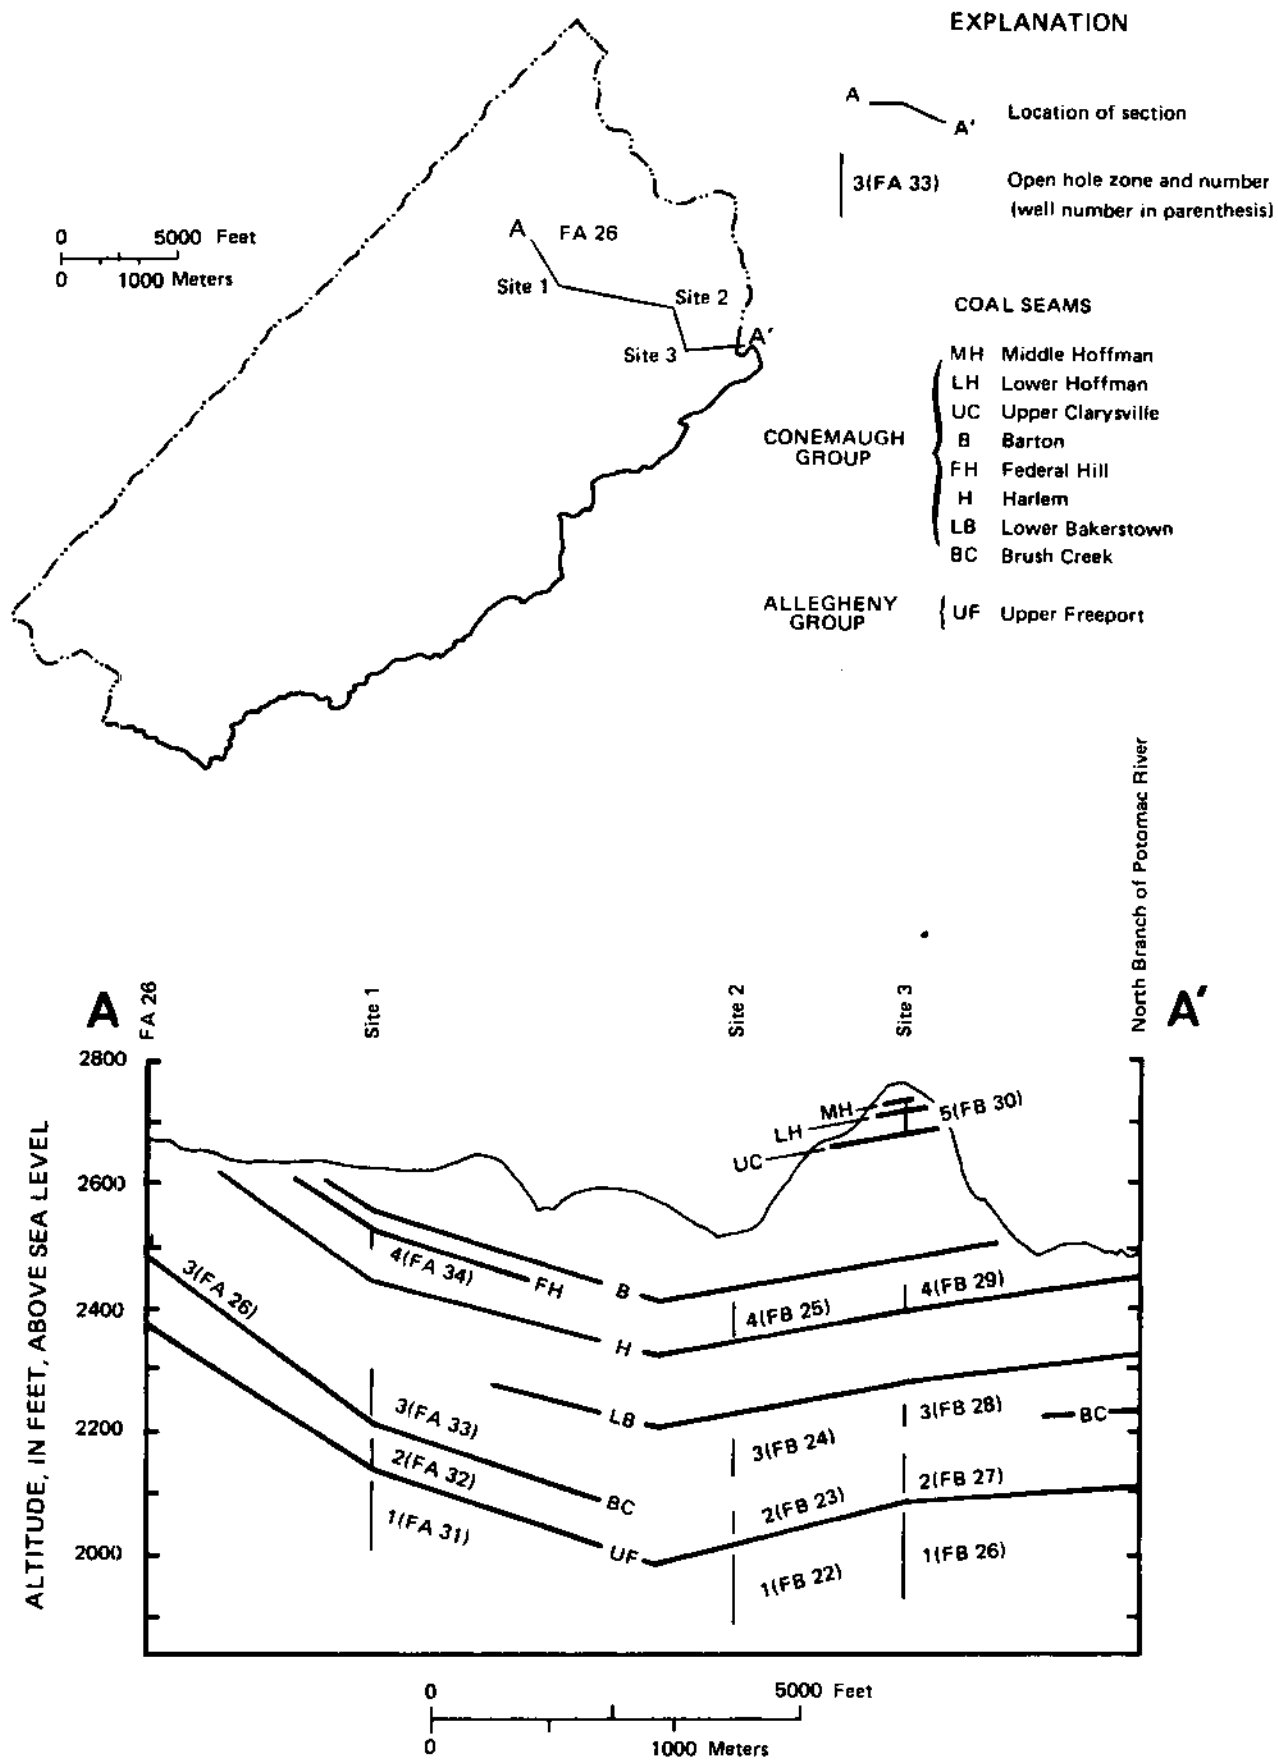 EXPLANATION
A
A'
Location of section
3(FA 33)
Open hole zone and number
(well number in parenthesis)
0 5000 Feet
0 1000 Meters
A FA 26
Site 1
Site 2
Site 3
A'
COAL SEAMS
MH Middle Hoffman
LH Lower Hoffman
UC Upper Clarysville
B Barton
FH Federal Hill
H Harlem
LB Lower Bakerstown
BC Brush Creek
CONEMAUGH
GROUP
ALLEGHENY
GROUP
UF Upper Freeport
North Branch of Potomac River
A
FA 26
Site 1
Site 2
Site 3
A'
ALTITUDE, IN FEET, ABOVE SEA LEVEL
2800
2600
2400
2200
2000
MH
LH
UC
5(FB 30)
3(FA 26)
4(FA 34)
FH
B
H
4(FB 25)
4(FB 29)
3(FA 33)
2(FA 32)
1(FA 31)
LB
BC
UF
3(FB 24)
2(FB 23)
1(FB 22)
3(FB 28)
2(FB 27)
1(FB 26)
BC
0 5000 Feet
0 1000 Meters